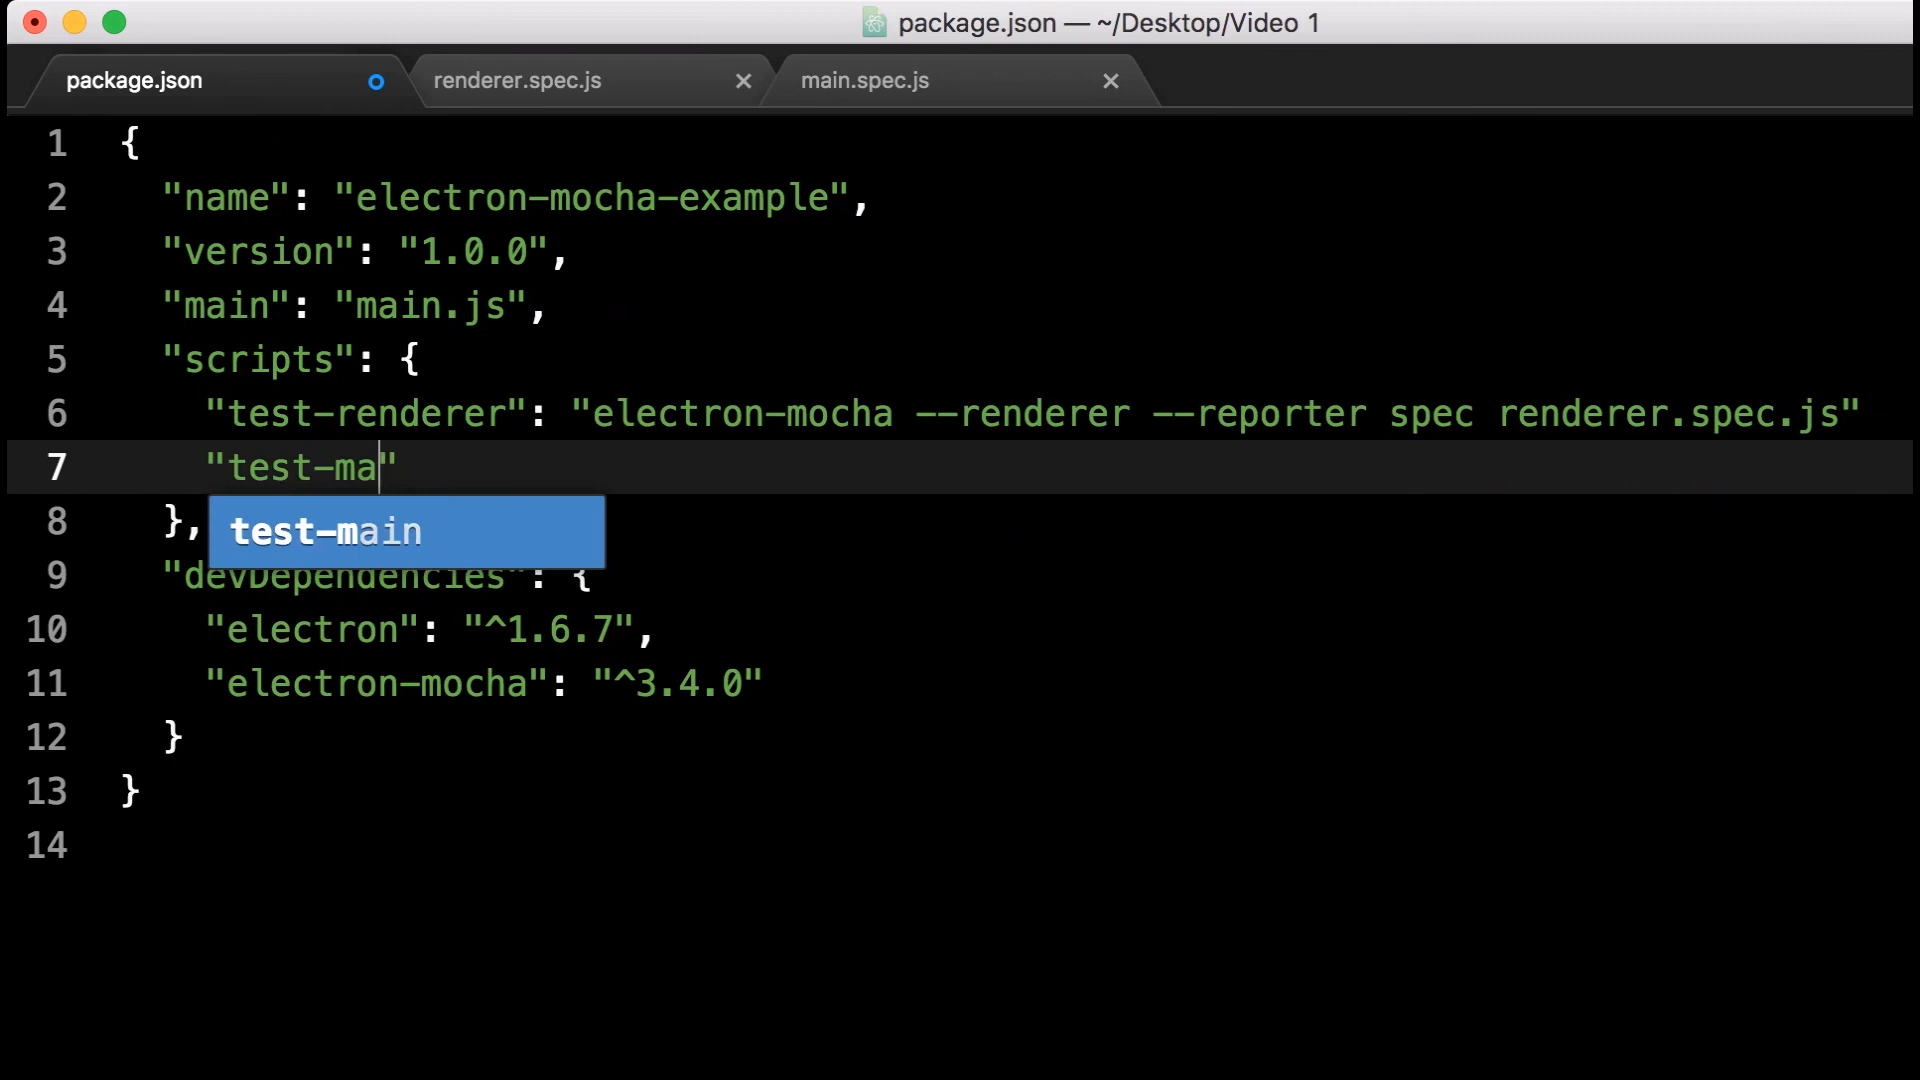 package.json — ~/Desktop/Video 1
package.json renderer.spec.js main.spec.js
1 {
2 "name": "electron-mocha-example",
3 "version": "1.0.0",
4 "main": "main.js",
5 "scripts": {
6 "test-renderer": "electron-mocha --renderer --reporter spec renderer.spec.js"
7 "test-ma"
8 },
test-main
9 "devDependencies": {
10 "electron": "^1.6.7",
11 "electron-mocha": "^3.4.0"
12 }
13 }
14